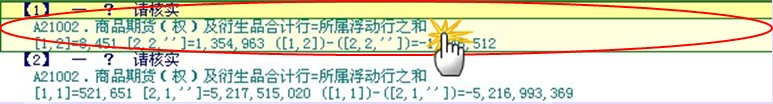 【1】 — ? 请核实
A21002．商品期货（权）及衍生品合计行=所属浮动行之和
[1,2]=8,451 [2,2,'']=1,354,963 ([1,2])-([2,2,''])=-1 512
【2】 — ? 请核实
A21002．商品期货（权）及衍生品合计行=所属浮动行之和
[1,1]=521,651 [2,1,'']=5,217,515,020 ([1,1])-([2,1,''])=-5,216,993,369